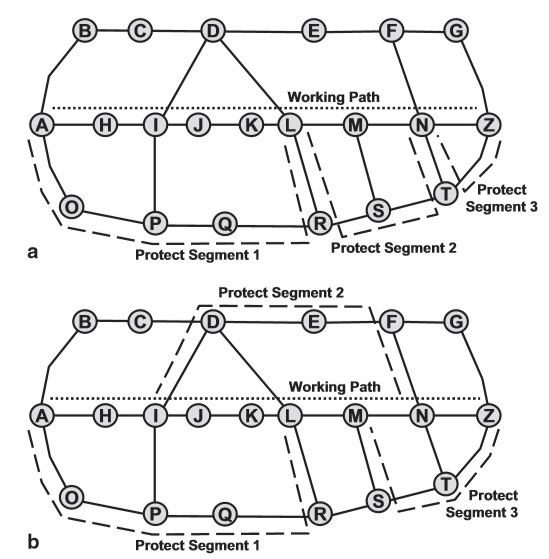 B C D E F G
Working Path
A H I J K L M N Z
O P Q R S T
Protect
Segment 3
Protect Segment 2
Protect Segment 1
a
Protect Segment 2
B C D E F G
Working Path
A H I J K L M N Z
O P Q R S T
Protect
Segment 3
Protect Segment 1
b